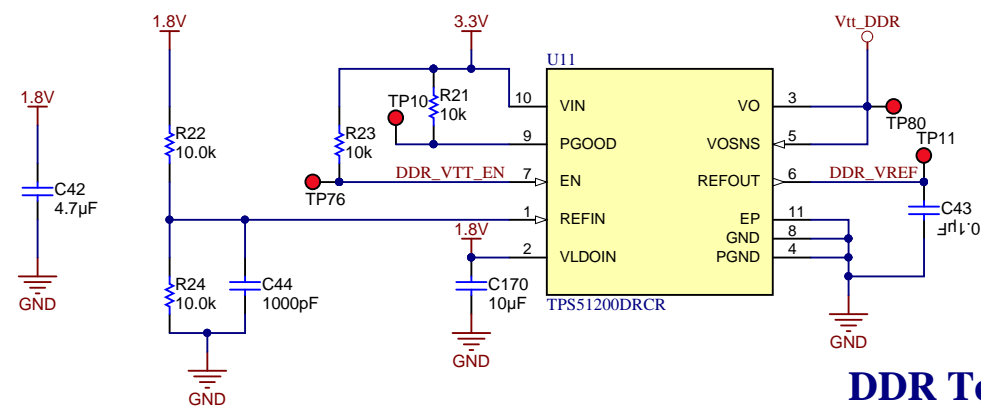 1.8V
3.3V
Vtt_DDR
U11
1.8V
TP10
R21
10k
10
VIN
VO
3
TP80
R22
10.0k
R23
10k
9
PGOOD
VOSNS
5
TP11
C42
4.7µF
DDR_VTT_EN
7
EN
REFOUT
6
DDR_VREF
TP76
C43
0.1µF
1
REFIN
EP
11
1.8V
GND
8
2
VLDOIN
PGND
4
R24
10.0k
C44
1000pF
C170
10µF
TPS51200DRCR
GND
GND
GND
GND
DDR Te